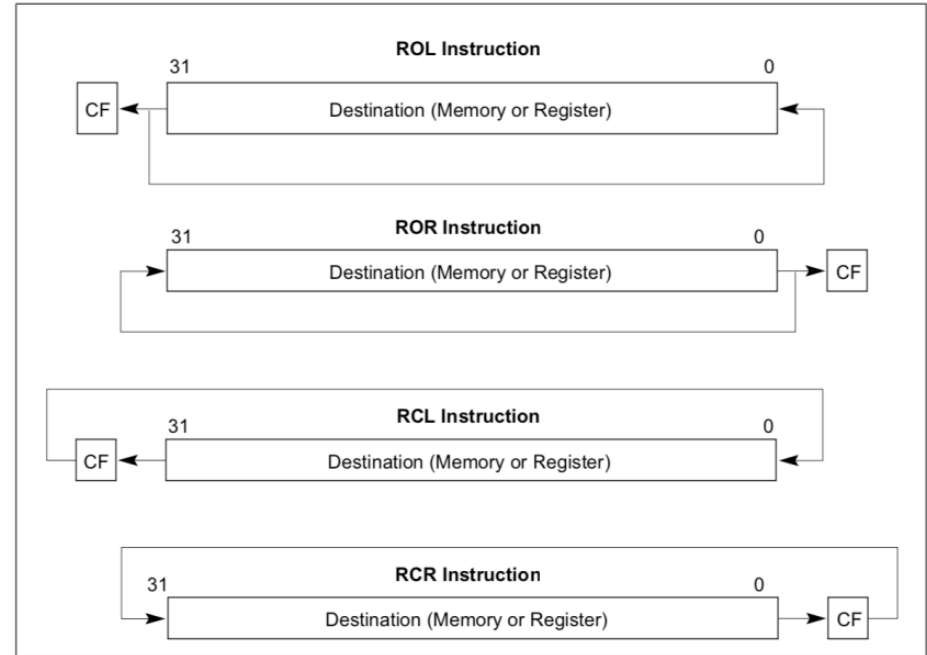 ROL Instruction
31 0
CF Destination (Memory or Register)
ROR Instruction
31 0
Destination (Memory or Register) CF
RCL Instruction
31 0
CF Destination (Memory or Register)
RCR Instruction
31 0
Destination (Memory or Register) CF